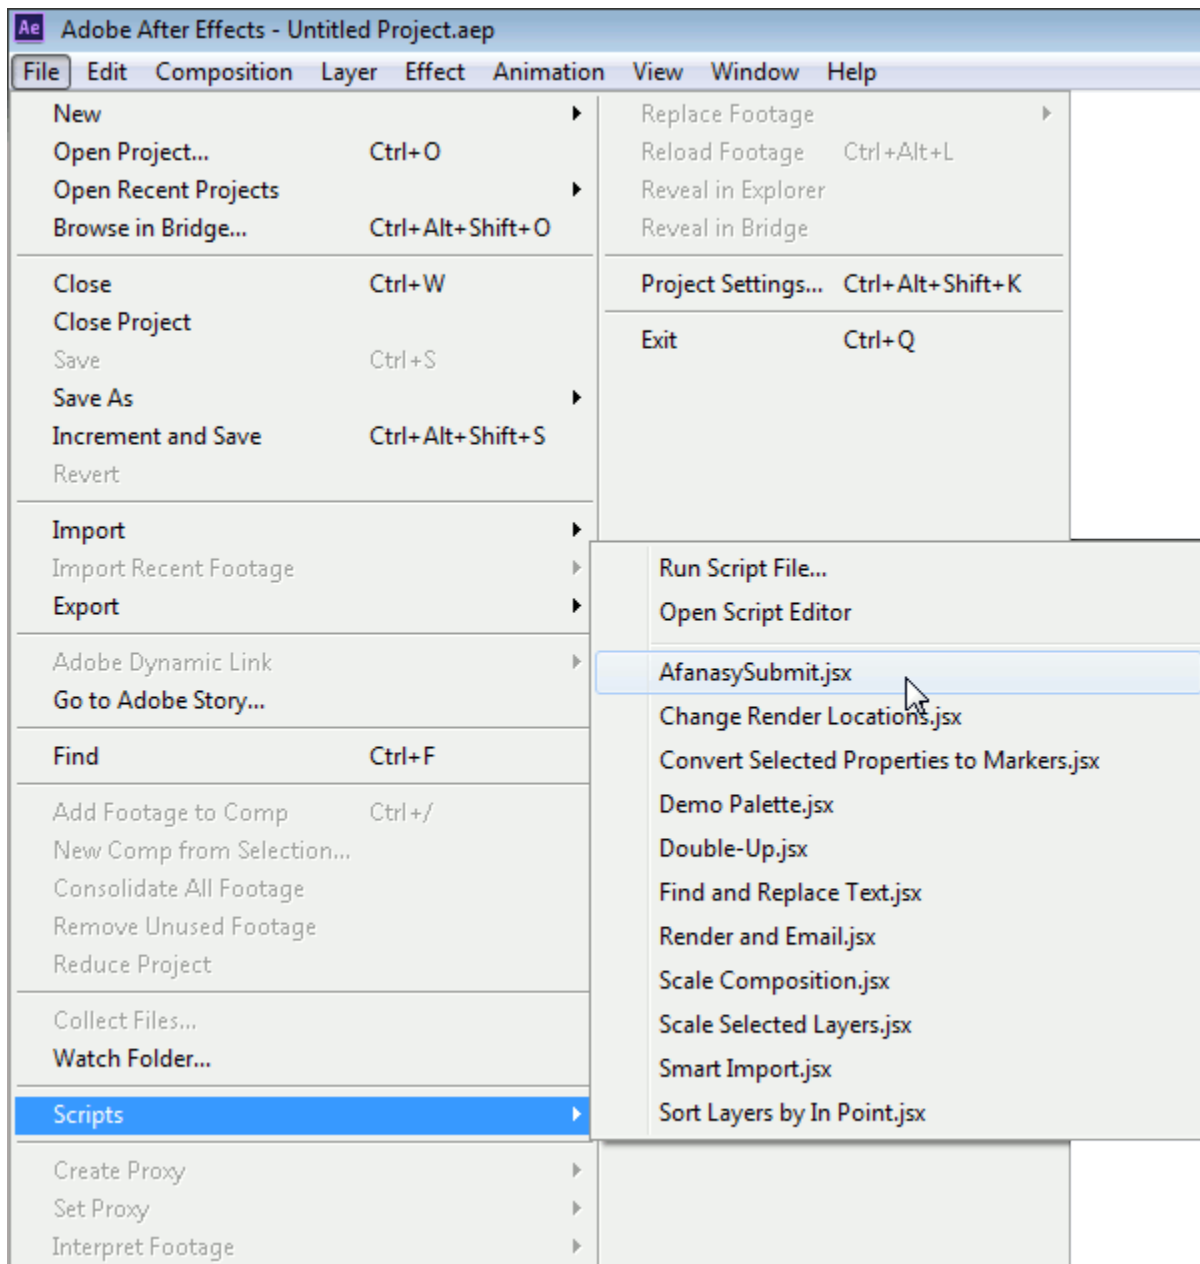 Ae Adobe After Effects - Untitled Project.aep
File Edit Composition Layer Effect Animation View Window Help
New
Open Project... Ctrl+O
Open Recent Projects
Browse in Bridge... Ctrl+Alt+Shift+O
Close Ctrl+W
Close Project
Save Ctrl+S
Save As
Increment and Save Ctrl+Alt+Shift+S
Revert
Import
Import Recent Footage
Export
Adobe Dynamic Link
Go to Adobe Story...
Find Ctrl+F
Add Footage to Comp Ctrl+/
New Comp from Selection...
Consolidate All Footage
Remove Unused Footage
Reduce Project
Collect Files...
Watch Folder...
Scripts
Create Proxy
Set Proxy
Interpret Footage
Replace Footage
Reload Footage Ctrl+Alt+L
Reveal in Explorer
Reveal in Bridge
Project Settings... Ctrl+Alt+Shift+K
Exit Ctrl+Q
Run Script File...
Open Script Editor
AfanasySubmit.jsx
Change Render Locations.jsx
Convert Selected Properties to Markers.jsx
Demo Palette.jsx
Double-Up.jsx
Find and Replace Text.jsx
Render and Email.jsx
Scale Composition.jsx
Scale Selected Layers.jsx
Smart Import.jsx
Sort Layers by In Point.jsx